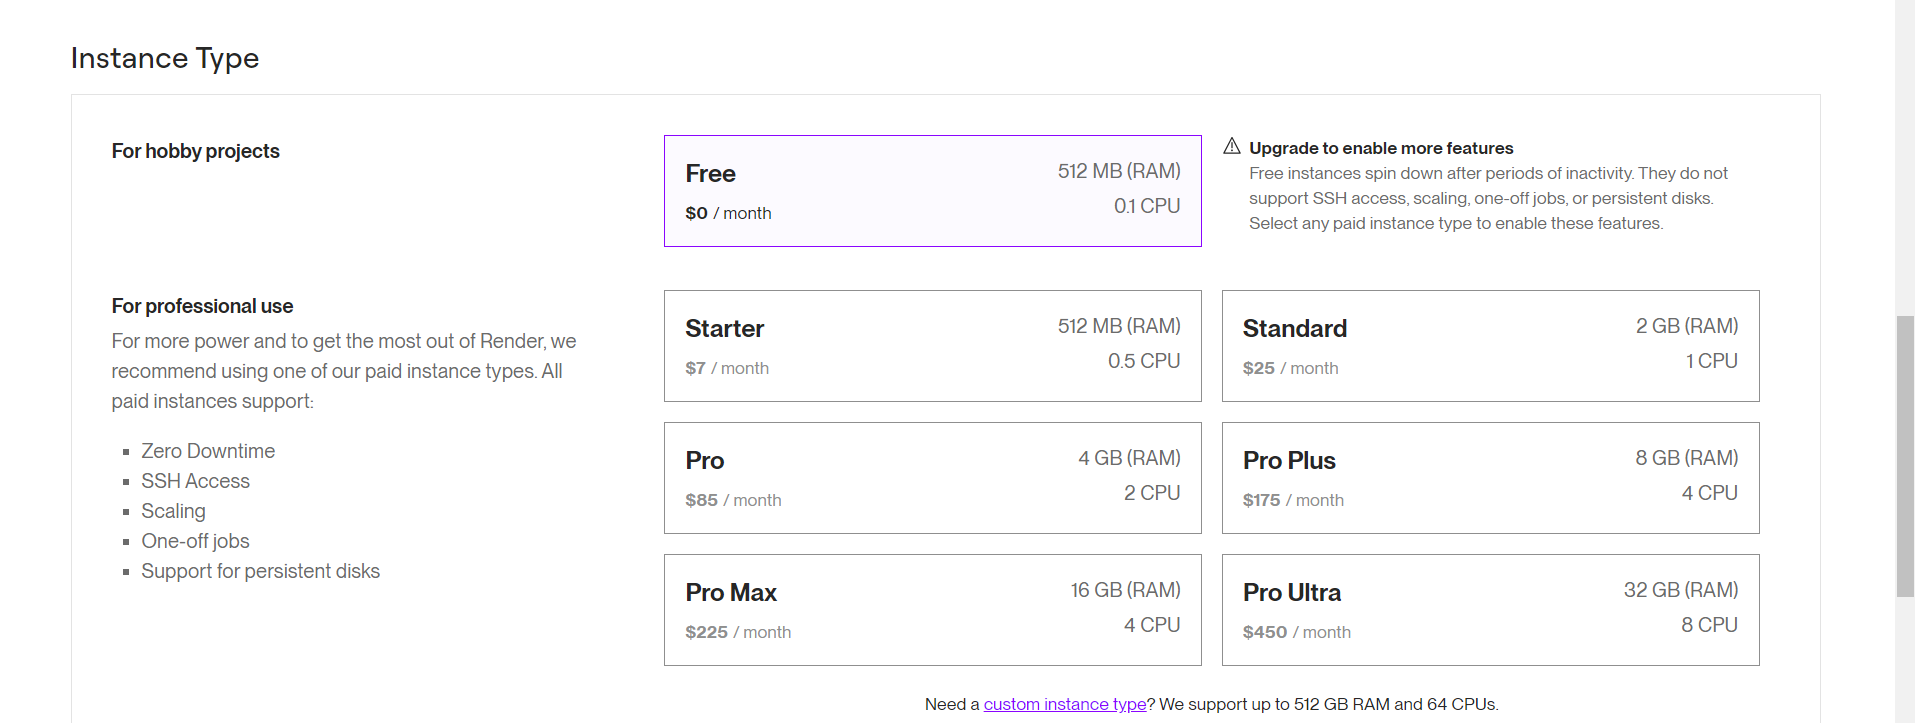 Instance Type
For hobby projects
Free
512 MB (RAM)
$0 / month
0.1 CPU
Upgrade to enable more features
Free instances spin down after periods of inactivity. They do not
support SSH access, scaling, one-off jobs, or persistent disks.
Select any paid instance type to enable these features.
For professional use
For more power and to get the most out of Render, we
recommend using one of our paid instance types. All
paid instances support:
Zero Downtime
SSH Access
Scaling
One-off jobs
Support for persistent disks
Starter
512 MB (RAM)
$7 / month
0.5 CPU
Standard
2 GB (RAM)
$25 / month
1 CPU
Pro
4 GB (RAM)
$85 / month
2 CPU
Pro Plus
8 GB (RAM)
$175 / month
4 CPU
Pro Max
16 GB (RAM)
$225 / month
4 CPU
Pro Ultra
32 GB (RAM)
$450 / month
8 CPU
Need a custom instance type? We support up to 512 GB RAM and 64 CPUs.